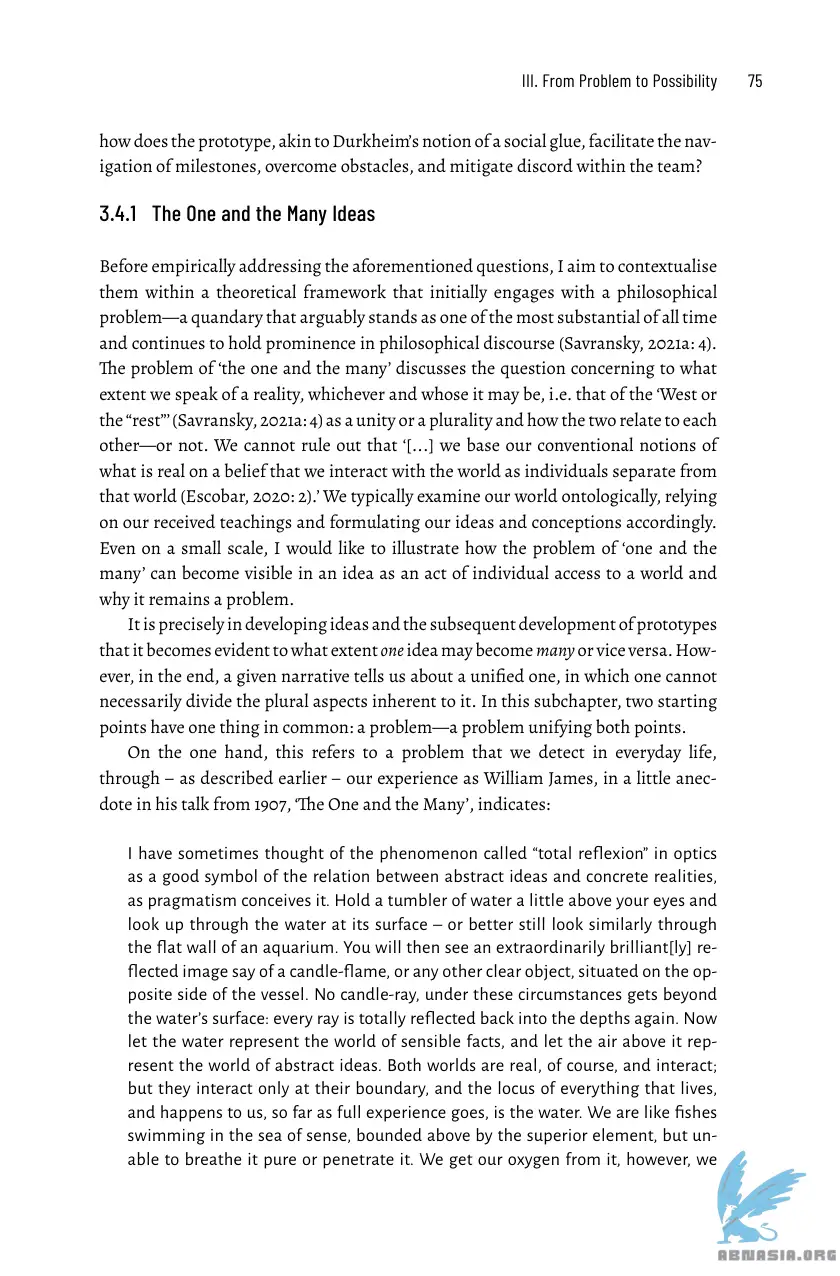 III. From Problem to Possibility 75
how does the prototype, akin to Durkheim’s notion of a social glue, facilitate the nav-
igation of milestones, overcome obstacles, and mitigate discord within the team?
3.4.1 The One and the Many Ideas
Before empirically addressing the aforementioned questions, I aim to contextualise
them within a theoretical framework that initially engages with a philosophical
problem—a quandary that arguably stands as one of the most substantial of all time
and continues to hold prominence in philosophical discourse (Savransky, 2021a: 4).
The problem of ‘the one and the many’ discusses the question concerning to what
extent we speak of a reality, whichever and whose it may be, i.e. that of the ‘West or
the “rest”’ (Savransky, 2021a: 4) as a unity or a plurality and how the two relate to each
other—or not. We cannot rule out that ‘[…] we base our conventional notions of
what is real on a belief that we interact with the world as individuals separate from
that world (Escobar, 2020: 2).’ We typically examine our world ontologically, relying
on our received teachings and formulating our ideas and conceptions accordingly.
Even on a small scale, I would like to illustrate how the problem of ‘one and the
many’ can become visible in an idea as an act of individual access to a world and
why it remains a problem.
It is precisely in developing ideas and the subsequent development of prototypes
that it becomes evident to what extent one idea may become many or vice versa. How-
ever, in the end, a given narrative tells us about a unified one, in which one cannot
necessarily divide the plural aspects inherent to it. In this subchapter, two starting
points have one thing in common: a problem—a problem unifying both points.
On the one hand, this refers to a problem that we detect in everyday life,
through – as described earlier – our experience as William James, in a little anec-
dote in his talk from 1907, ‘The One and the Many’, indicates:
I have sometimes thought of the phenomenon called “total reflexion” in optics
as a good symbol of the relation between abstract ideas and concrete realities,
as pragmatism conceives it. Hold a tumbler of water a little above your eyes and
look up through the water at its surface – or better still look similarly through
the flat wall of an aquarium. You will then see an extraordinarily brilliant[ly] re-
flected image say of a candle-flame, or any other clear object, situated on the op-
posite side of the vessel. No candle-ray, under these circumstances gets beyond
the water’s surface: every ray is totally reflected back into the depths again. Now
let the water represent the world of sensible facts, and let the air above it rep-
resent the world of abstract ideas. Both worlds are real, of course, and interact;
but they interact only at their boundary, and the locus of everything that lives,
and happens to us, so far as full experience goes, is the water. We are like fishes
swimming in the sea of sense, bounded above by the superior element, but un-
able to breathe it pure or penetrate it. We get our oxygen from it, however, we
ABNASIA.ORG